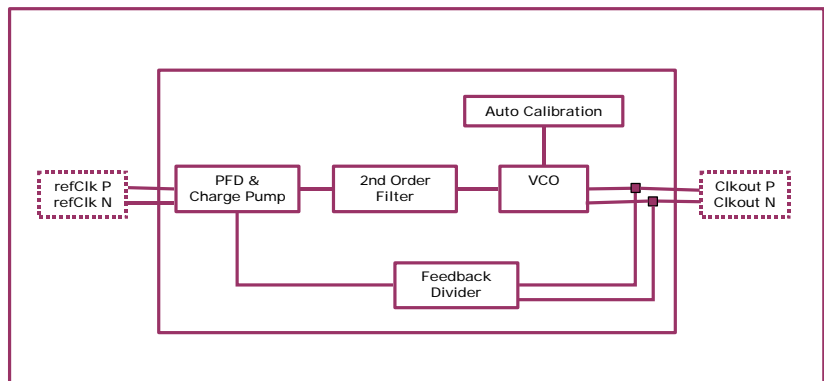 Auto Calibration
refClk P
refClk N
PFD &
Charge Pump
2nd Order
Filter
VCO
Clkout P
Clkout N
Feedback
Divider